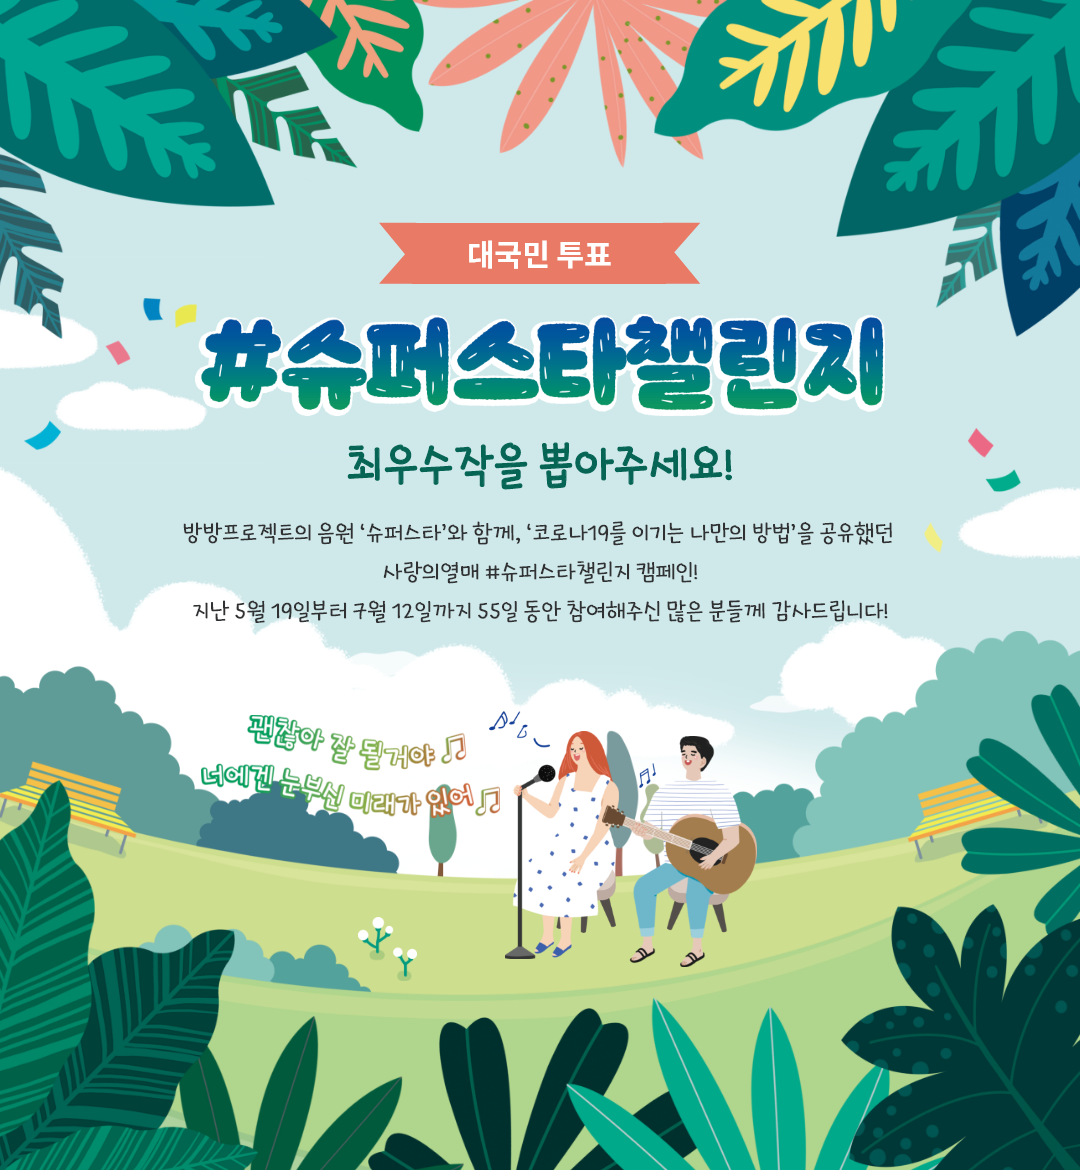 대국민 투표
#슈퍼스타챌린지
최우수작을 뽑아주세요!
방방프로젝트의 음원 ‘슈퍼스타’와 함께, ‘코로나19를 이기는 나만의 방법’을 공유했던
사랑의열매 #슈퍼스타챌린지 캠페인!
지난 5월 19일부터 7월 12일까지 55일 동안 참여해주신 많은 분들께 감사드립니다!
괜찮아 잘 될거야 ♫
너에겐 눈부신 미래가 있어 ♫